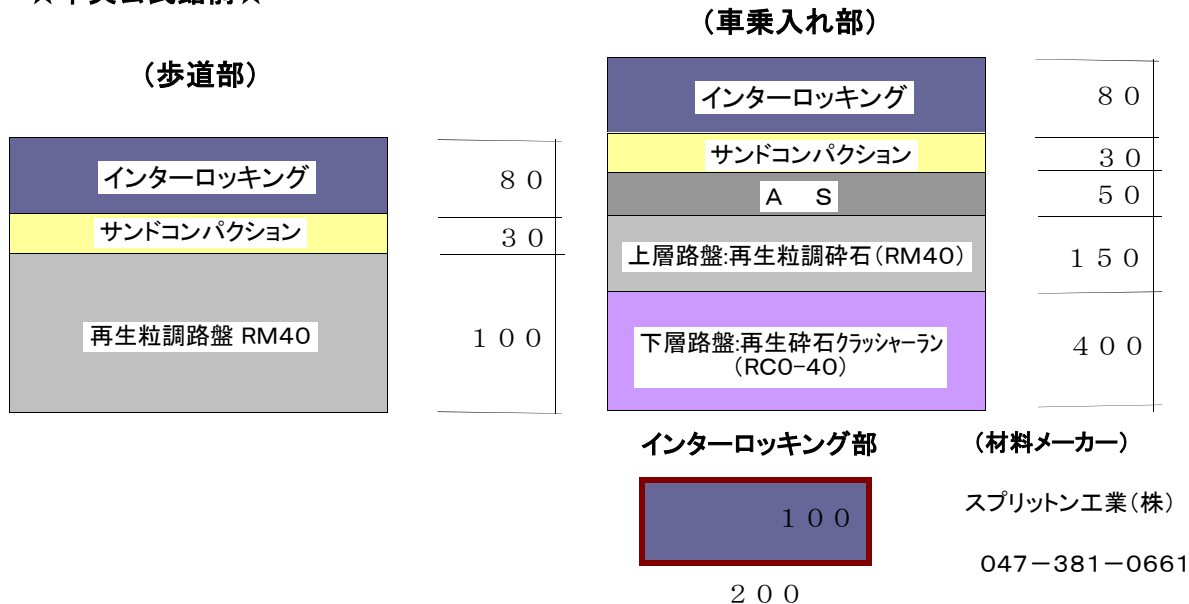 (歩道部)
インターロッキング
80
サンドコンパクション
30
再生粒調路盤 RM40
100
(車乗入れ部)
インターロッキング
80
サンドコンパクション
30
A S
50
上層路盤:再生粒調砕石(RM40)
150
下層路盤:再生砕石クラッシャーラン
(RC0-40)
400
インターロッキング部
100
200
(材料メーカー)
スプリットン工業(株)
047-381-0661